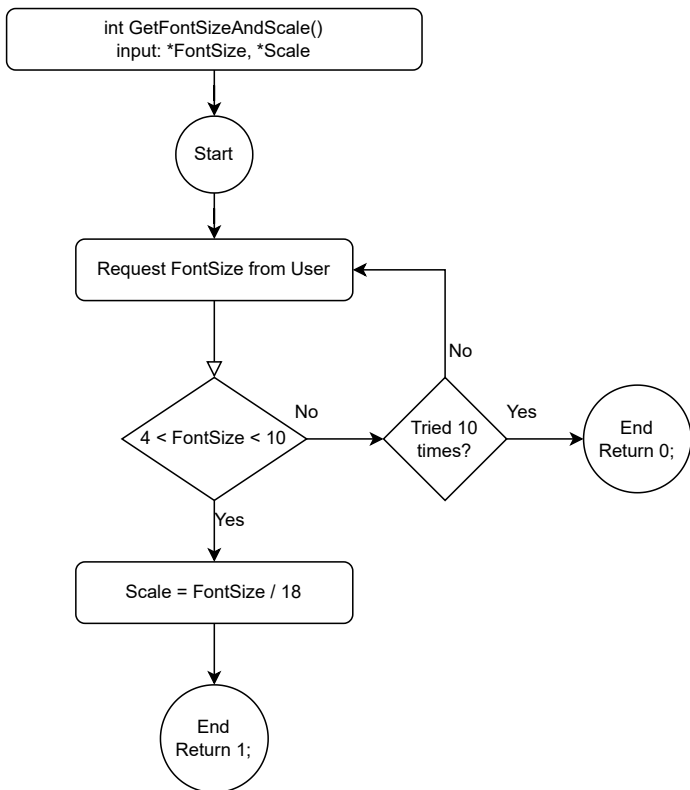 int GetFontSizeAndScale()
input: *FontSize, *Scale
Start
Request FontSize from User
No
4 < FontSize < 10
No
Tried 10
times?
Yes
End
Return 0;
Yes
Scale = FontSize / 18
End
Return 1;